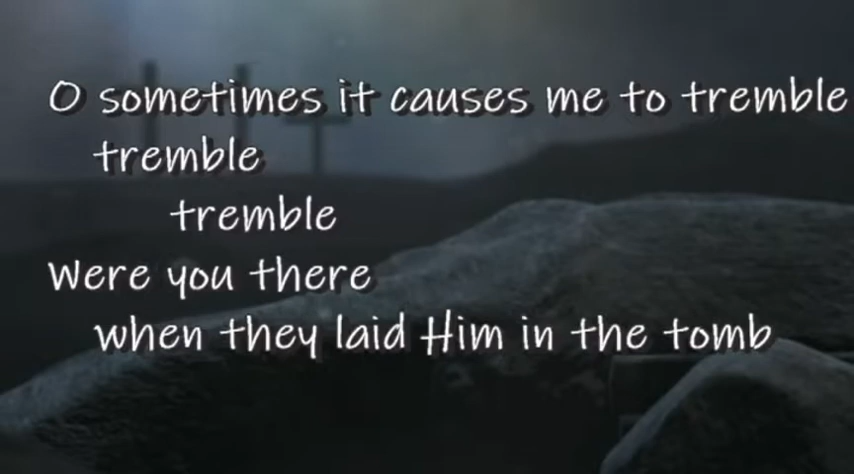 O sometimes it causes me to tremble
tremble
tremble
Were you there
when they laid Him in the tomb